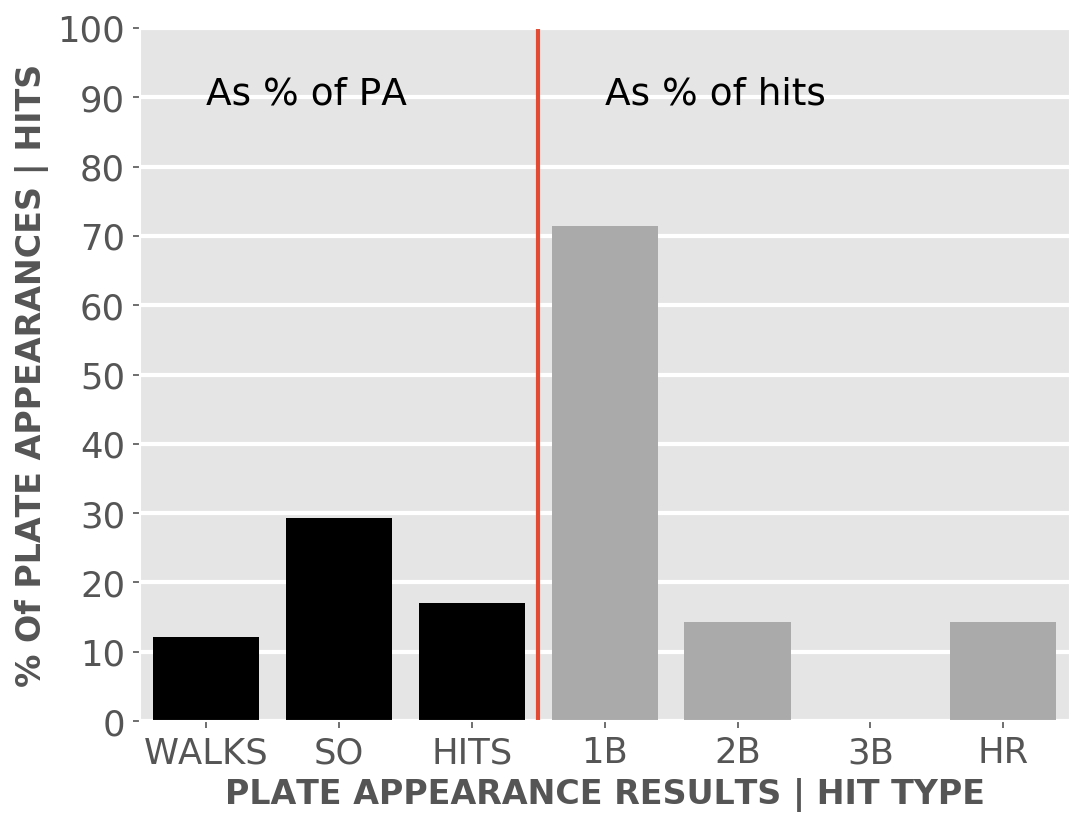 % Of PLATE APPEARANCES | HITS
100
90
80
70
60
50
40
30
20
10
0
As % of PA
As % of hits
WALKS SO HITS 1B 2B 3B HR
PLATE APPEARANCE RESULTS | HIT TYPE